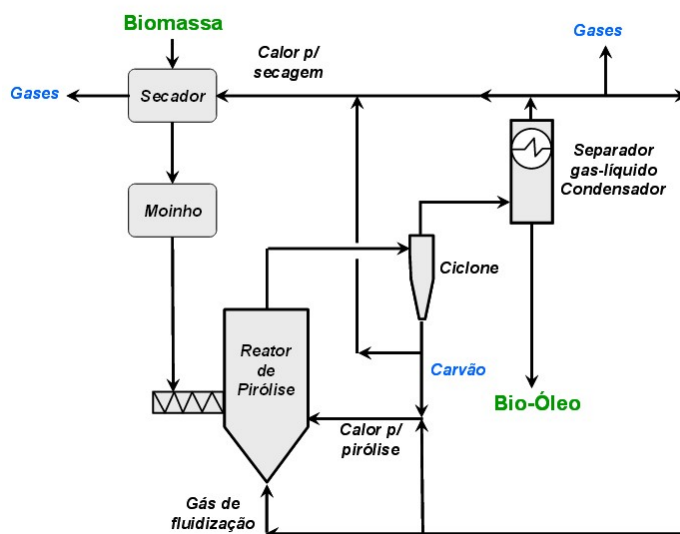 Biomassa
Gases
Calor p/
secagem
Gases
Secador
Separador
gas-líquido
Condensador
Moinho
Ciclone
Reator
de
Pirólise
Carvão
Bio-Óleo
Calor p/
pirólise
Gás de
fluidização